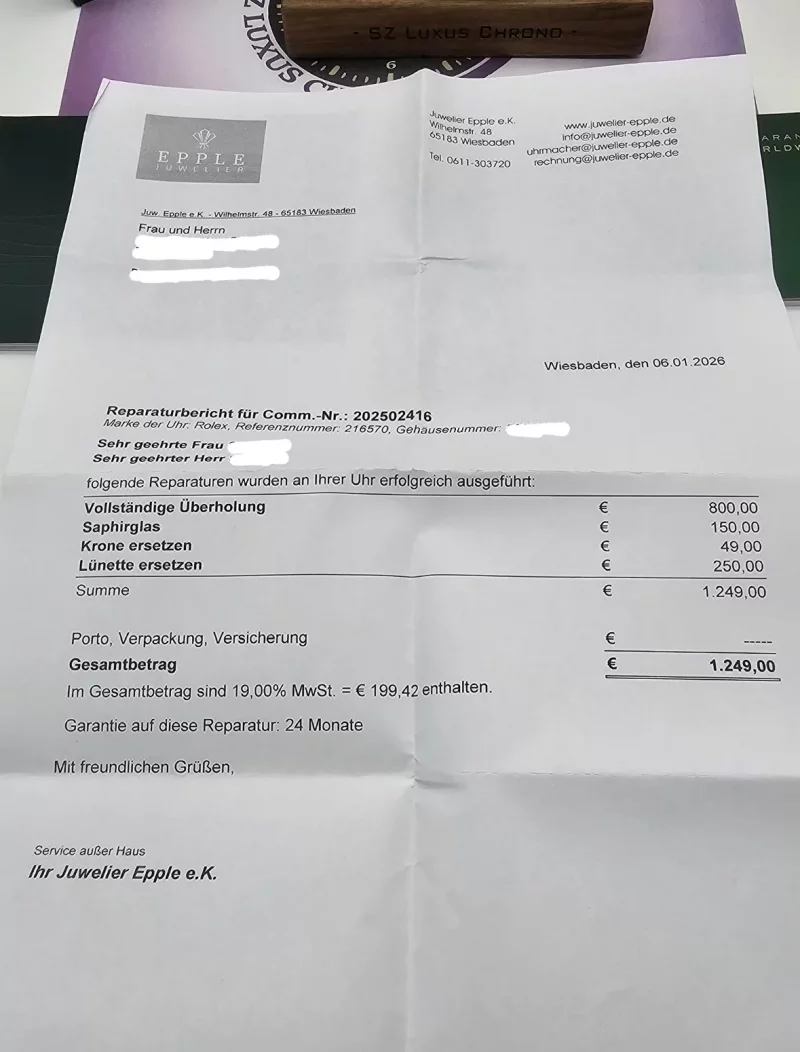 SZ LUXUS CHRONO
Z LUXUS C
6
EPPLE
JUWELIER
Juwelier Epple e.K.
Wilhelmstr. 48
65183 Wiesbaden
Tel. 0611-303720
www.juwelier-epple.de
info@juwelier-epple.de
uhrmacher@juwelier-epple.de
rechnung@juwelier-epple.de
ARAN
RLDW
Juw. Epple e.K. - Wilhelmstr. 48 - 65183 Wiesbaden
Frau und Herrn
Wiesbaden, den 06.01.2026
Reparaturbericht für Comm.-Nr.: 202502416
Marke der Uhr: Rolex, Referenznummer: 216570, Gehäusenummer:
Sehr geehrte Frau
Sehr geehrter Herr
folgende Reparaturen wurden an Ihrer Uhr erfolgreich ausgeführt:
Vollständige Überholung € 800,00
Saphirglas € 150,00
Krone ersetzen € 49,00
Lünette ersetzen € 250,00
Summe € 1.249,00
Porto, Verpackung, Versicherung € -----
Gesamtbetrag € 1.249,00
Im Gesamtbetrag sind 19,00% MwSt. = € 199,42 enthalten.
Garantie auf diese Reparatur: 24 Monate
Mit freundlichen Grüßen,
Service außer Haus
Ihr Juwelier Epple e.K.